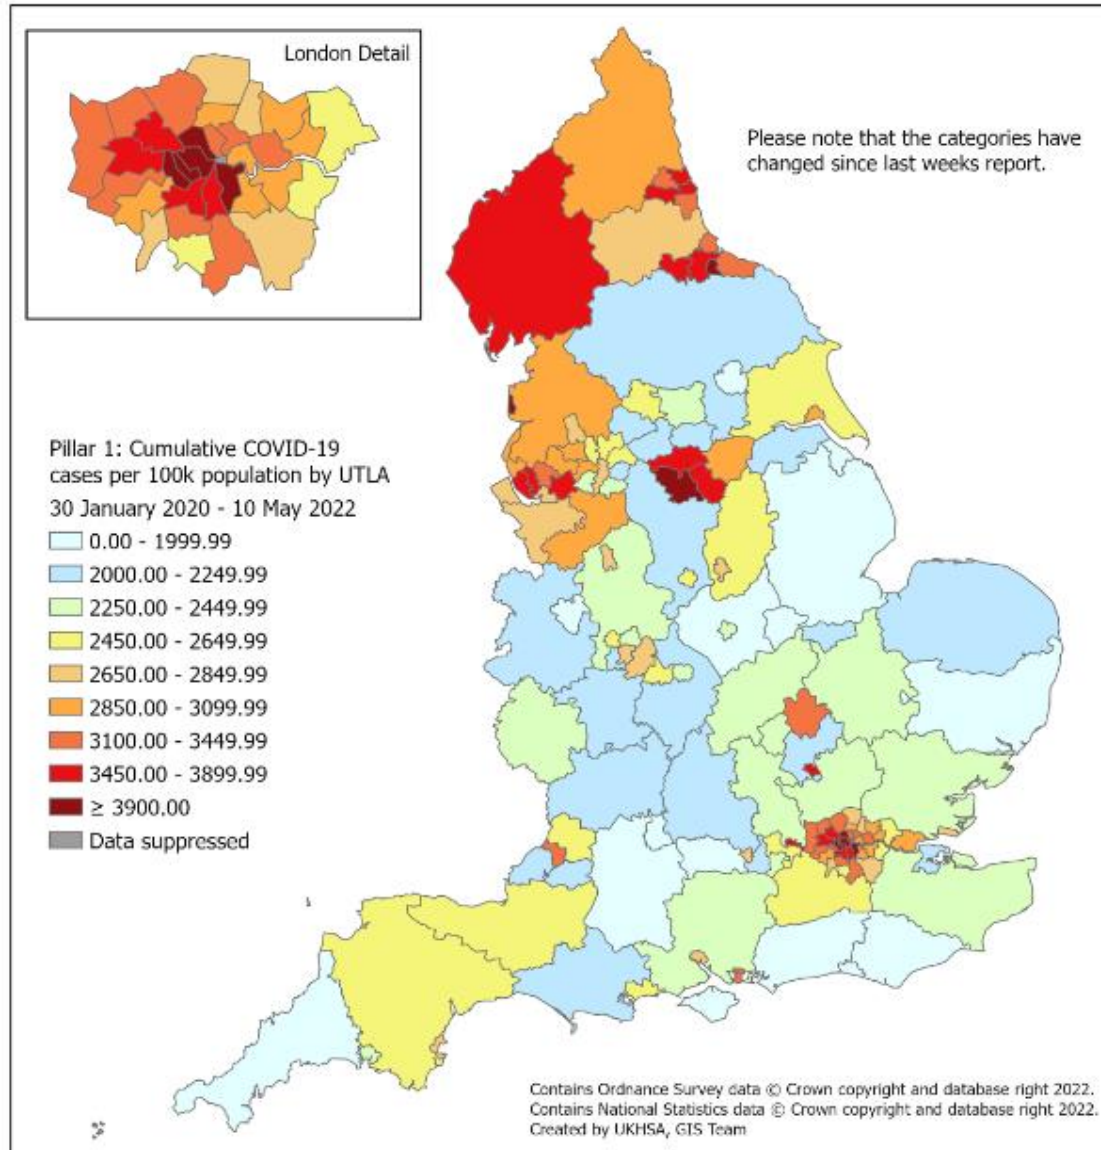 London Detail
Please note that the categories have
changed since last weeks report.
Pillar 1: Cumulative COVID-19
cases per 100k population by UTLA
30 January 2020 - 10 May 2022
0.00 - 1999.99
2000.00 - 2249.99
2250.00 - 2449.99
2450.00 - 2649.99
2650.00 - 2849.99
2850.00 - 3099.99
3100.00 - 3449.99
3450.00 - 3899.99
≥ 3900.00
Data suppressed
Contains Ordnance Survey data © Crown copyright and database right 2022.
Contains National Statistics data © Crown copyright and database right 2022.
Created by UKHSA, GIS Team